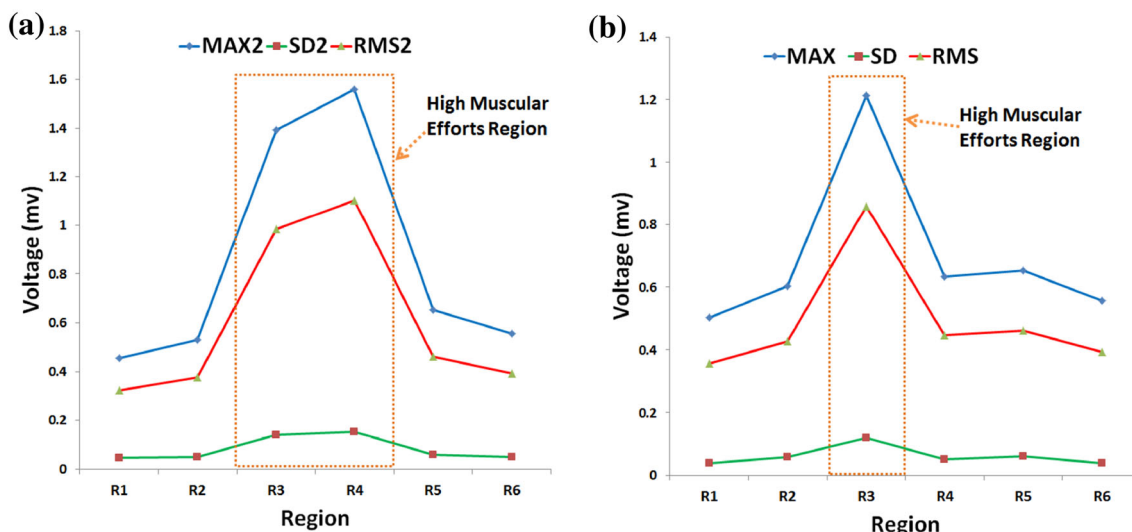 (a)
1.8
1.6
1.4
1.2
1
0.8
0.6
0.4
0.2
0
Voltage (mv)
MAX2 SD2 RMS2
High Muscular
Efforts Region
R1 R2 R3 R4 R5 R6
Region
(b)
1.4
1.2
1
0.8
0.6
0.4
0.2
0
Voltage (mv)
MAX SD RMS
High Muscular
Efforts Region
R1 R2 R3 R4 R5 R6
Region